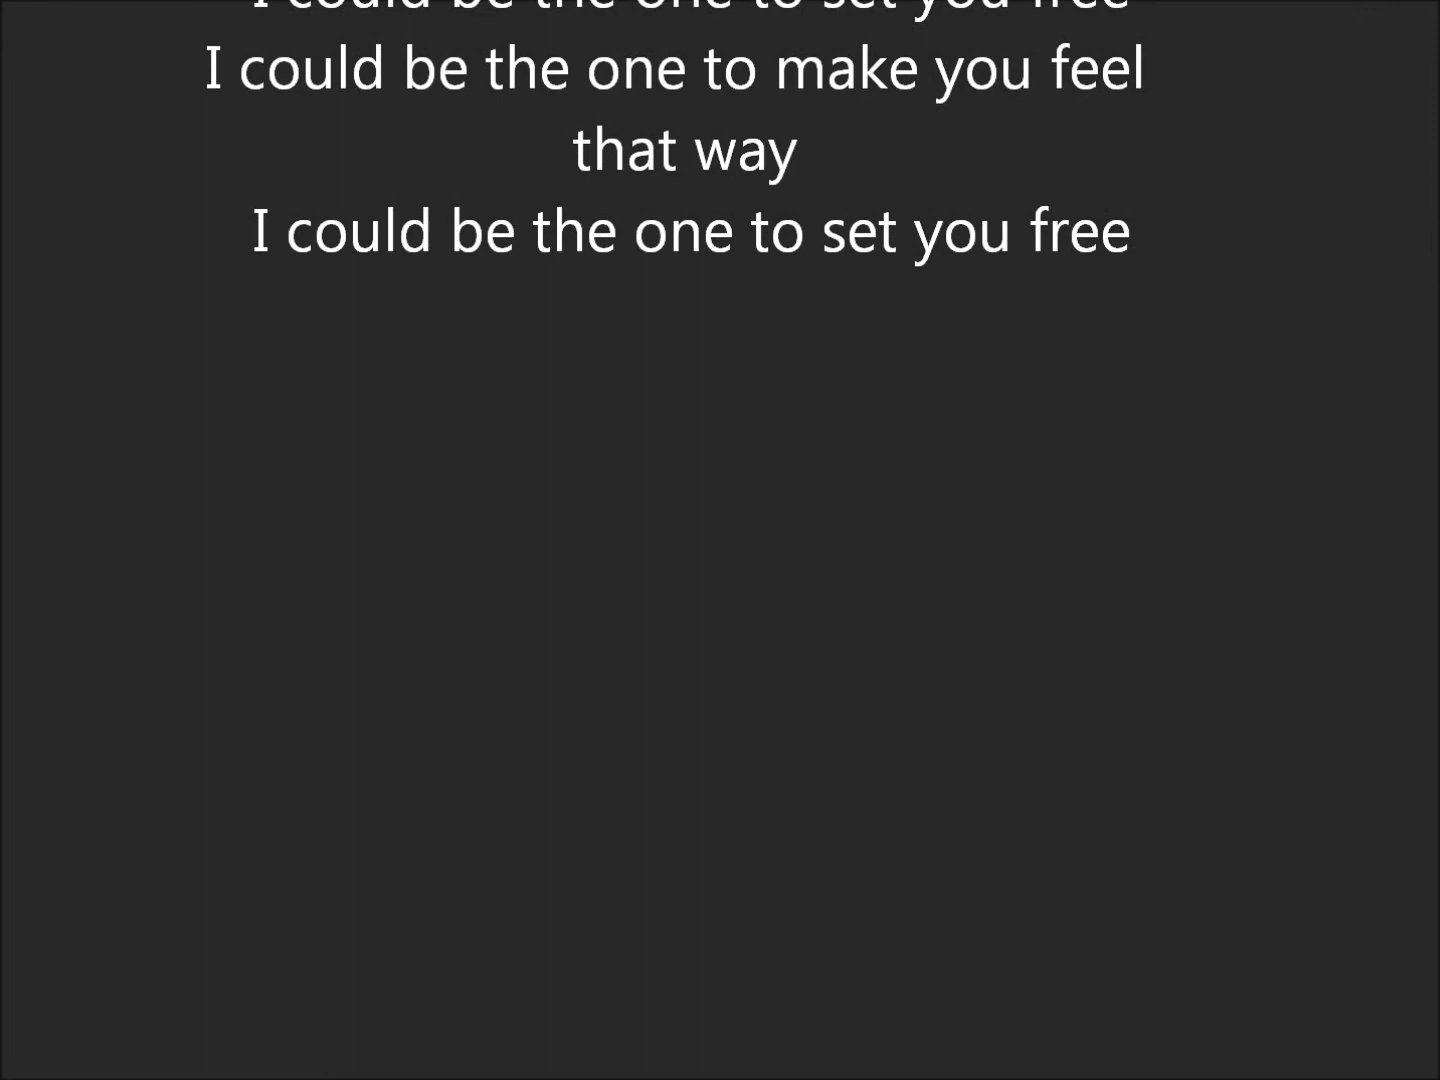 I could be the one to set you free
I could be the one to make you feel
that way
I could be the one to set you free